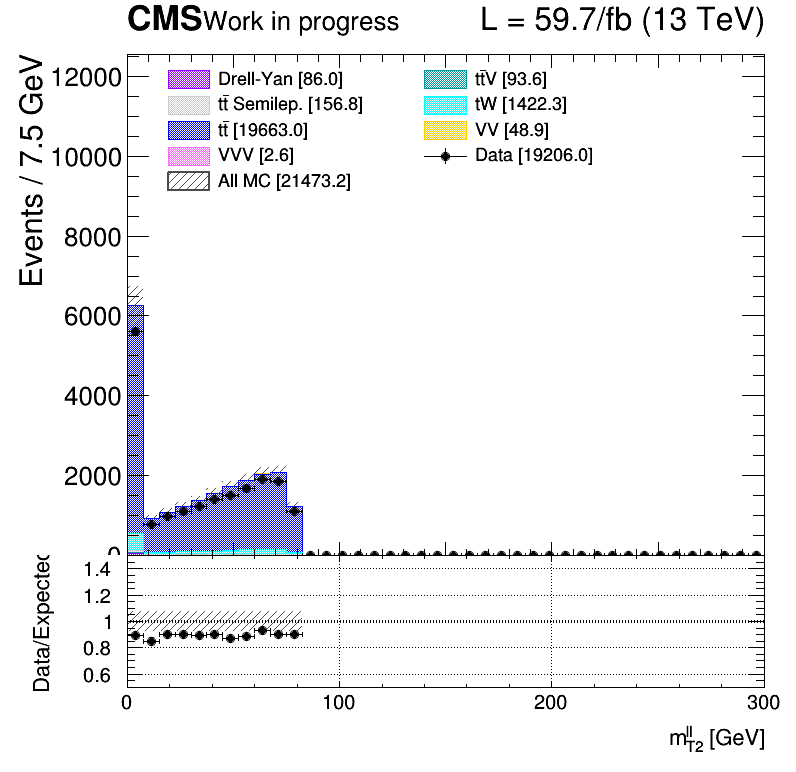 CMS Work in progress L = 59.7/fb (13 TeV)
Events / 7.5 GeV
12000
10000
8000
6000
4000
2000
0
Drell-Yan [86.0]
tt̄V [93.6]
tt̄ Semilep. [156.8]
tW [1422.3]
tt̄ [19663.0]
VV [48.9]
VVV [2.6]
Data [19206.0]
All MC [21473.2]
Data/Expected
1.4
1.2
1
0.8
0.6
0 100 200 300
m_T2^ll [GeV]